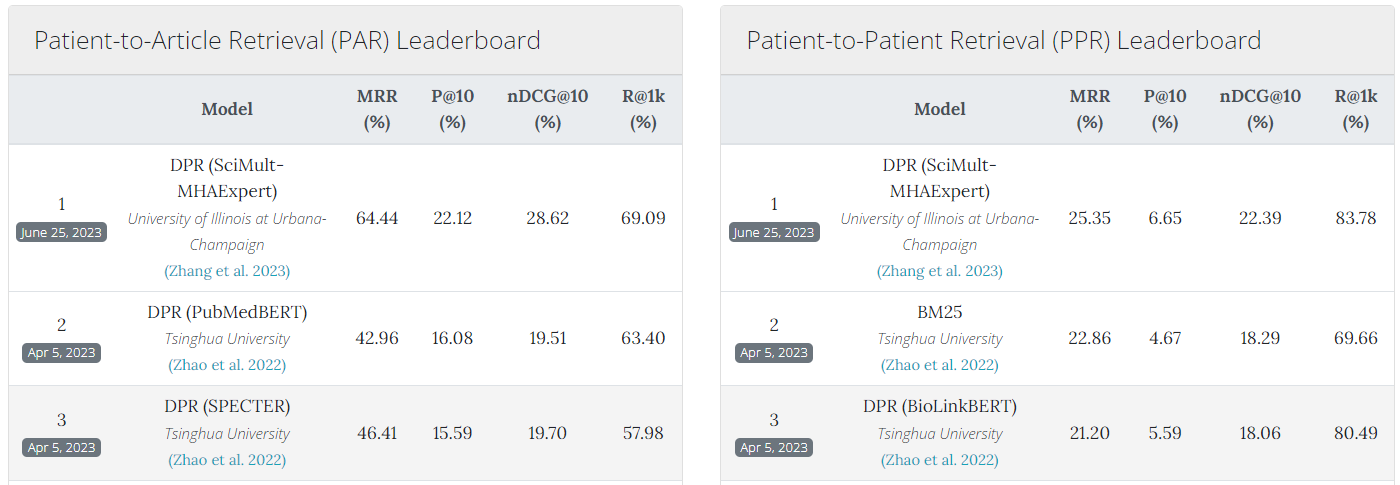 Patient-to-Article Retrieval (PAR) Leaderboard
Model MRR (%) P@10 (%) nDCG@10 (%) R@1k (%)
1
June 25, 2023
DPR (SciMult-
MHAExpert)
University of Illinois at Urbana-
Champaign
(Zhang et al. 2023)
64.44 22.12 28.62 69.09
2
Apr 5, 2023
DPR (PubMedBERT)
Tsinghua University
(Zhao et al. 2022)
42.96 16.08 19.51 63.40
3
Apr 5, 2023
DPR (SPECTER)
Tsinghua University
(Zhao et al. 2022)
46.41 15.59 19.70 57.98
Patient-to-Patient Retrieval (PPR) Leaderboard
Model MRR (%) P@10 (%) nDCG@10 (%) R@1k (%)
1
June 25, 2023
DPR (SciMult-
MHAExpert)
University of Illinois at Urbana-
Champaign
(Zhang et al. 2023)
25.35 6.65 22.39 83.78
2
Apr 5, 2023
BM25
Tsinghua University
(Zhao et al. 2022)
22.86 4.67 18.29 69.66
3
Apr 5, 2023
DPR (BioLinkBERT)
Tsinghua University
(Zhao et al. 2022)
21.20 5.59 18.06 80.49